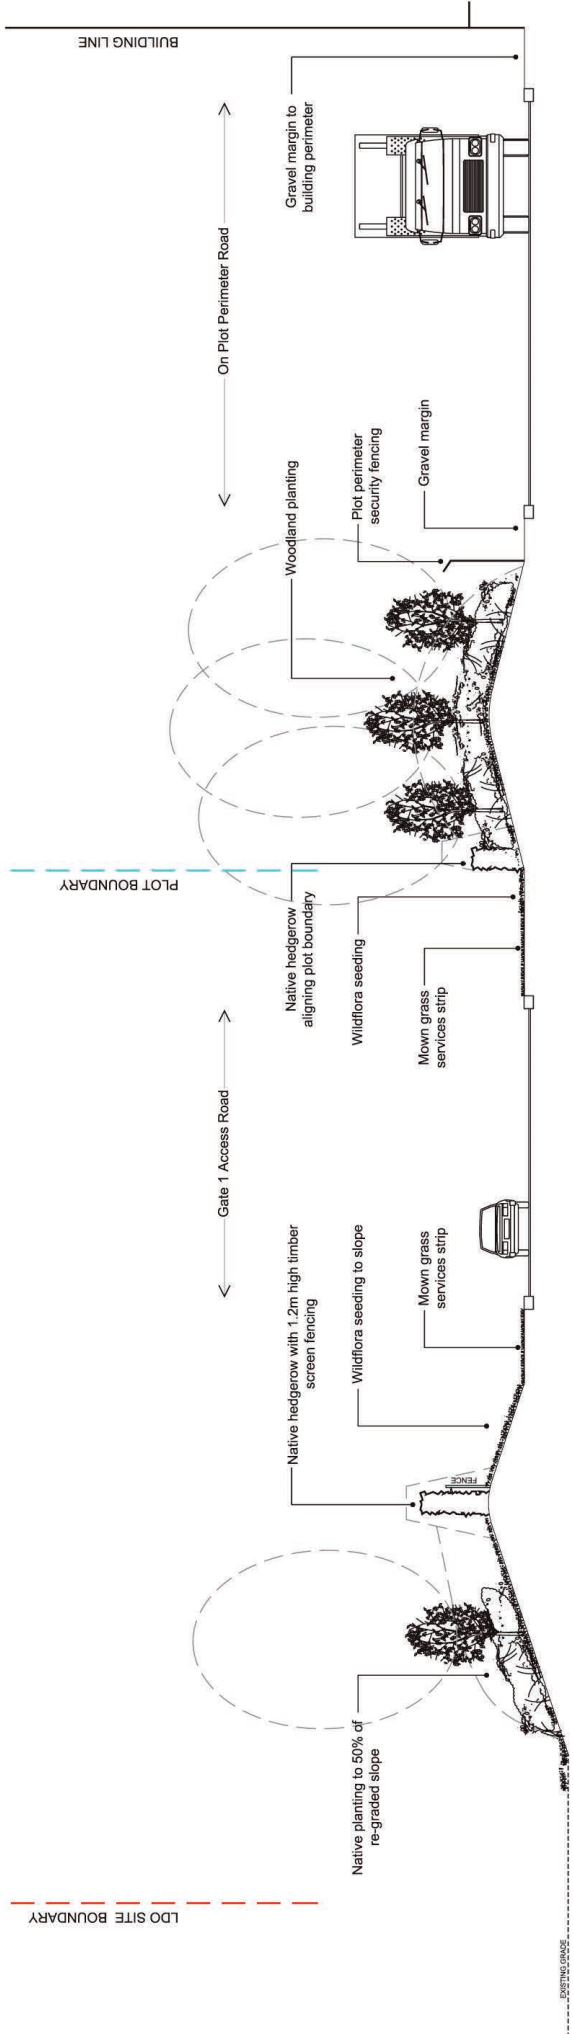 LDO SITE BOUNDARY
EXISTING GRADE
Native planting to 50% of
re-graded slope
Native hedgerow with 1.2m high timber
screen fencing
FENCE
Wildflora seeding to slope
Mown grass
services strip
Gate 1 Access Road
Mown grass
services strip
Wildflora seeding
Native hedgerow
aligning plot boundary
PLOT BOUNDARY
Woodland planting
Plot perimeter
security fencing
Gravel margin
On Plot Perimeter Road
Gravel margin to
building perimeter
BUILDING LINE